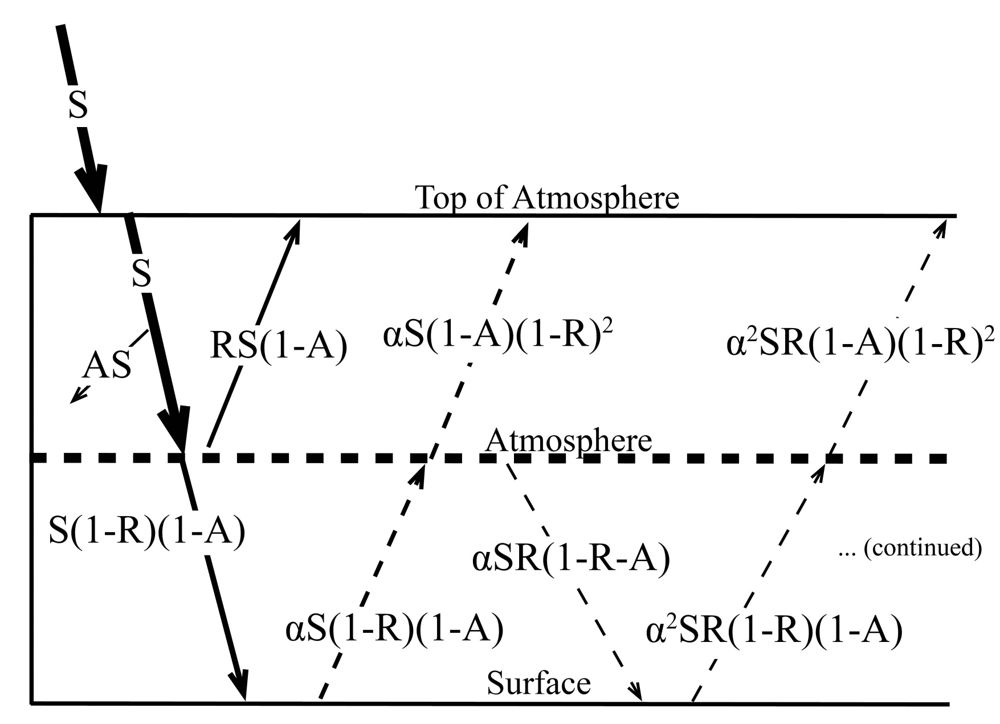 S
Top of Atmosphere
S
AS
RS(1-A)
αS(1-A)(1-R)²
α²SR(1-A)(1-R)²
Atmosphere
S(1-R)(1-A)
αSR(1-R-A)
... (continued)
αS(1-R)(1-A)
α²SR(1-R)(1-A)
Surface